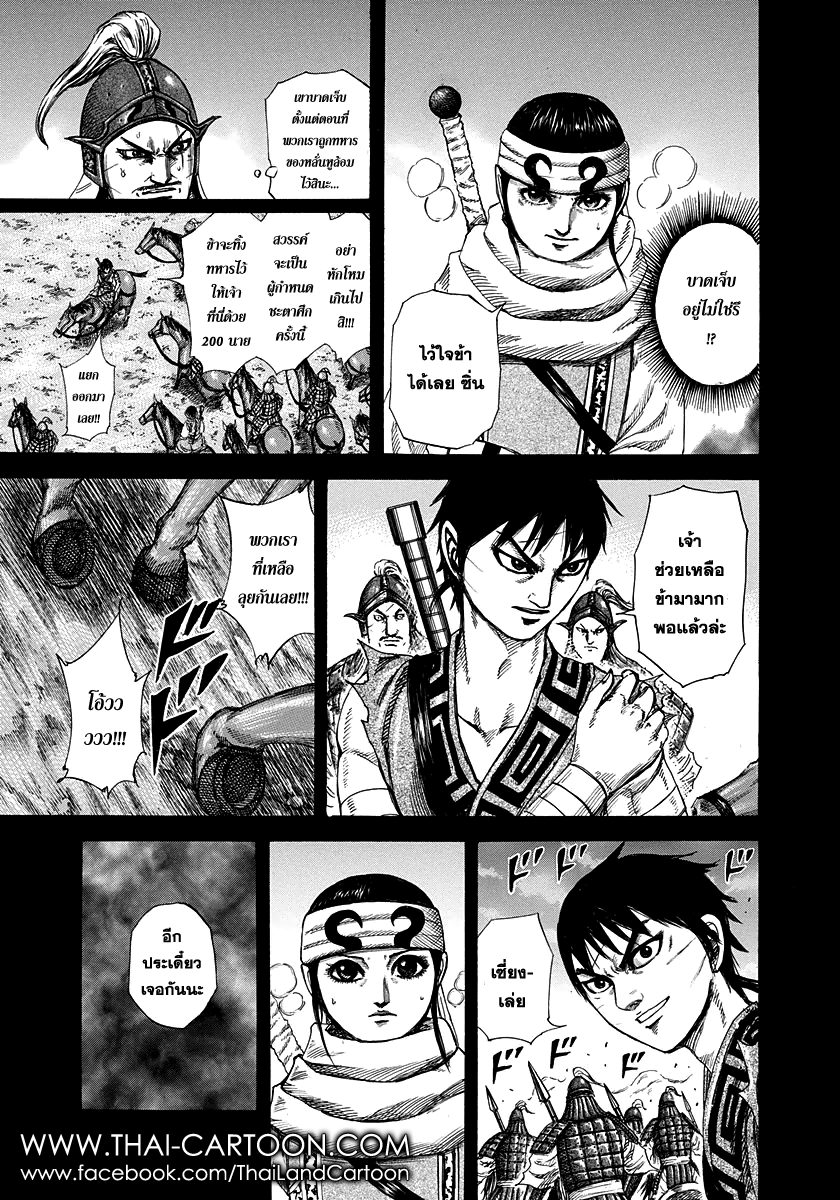 บาดเจ็บ
อยู่ไม่ใช่รึ
!?
ไว้ใจข้า
ได้เลย ซิ่น
เขาบาดเจ็บ
ตั้งแต่ตอนที่
พวกเราถูกทหาร
ของหลั่นหูล้อม
ไว้สินะ...
อย่า
หักโหม
เกินไป
สิ!!!
สวรรค์
จะเป็น
ผู้กำหนด
ชะตาศึก
ครั้งนี้
ข้าจะทิ้ง
ทหารไว้
ให้เจ้า
ที่นี่ด้วย
200 นาย
แยก
ออกมา
เลย!!
เจ้า
ช่วยเหลือ
ข้ามามาก
พอแล้วล่ะ
พวกเรา
ที่เหลือ
ลุยกันเลย!!!
โอ้วว
ววว!!!
ドドド
ドドド
เซี่ยง-
เล่ย
ドドド
อีก
ประเดี๋ยว
เจอกันนะ
WWW.THAI-CARTOON.COM
www.facebook.com/ThaiLandCartoon